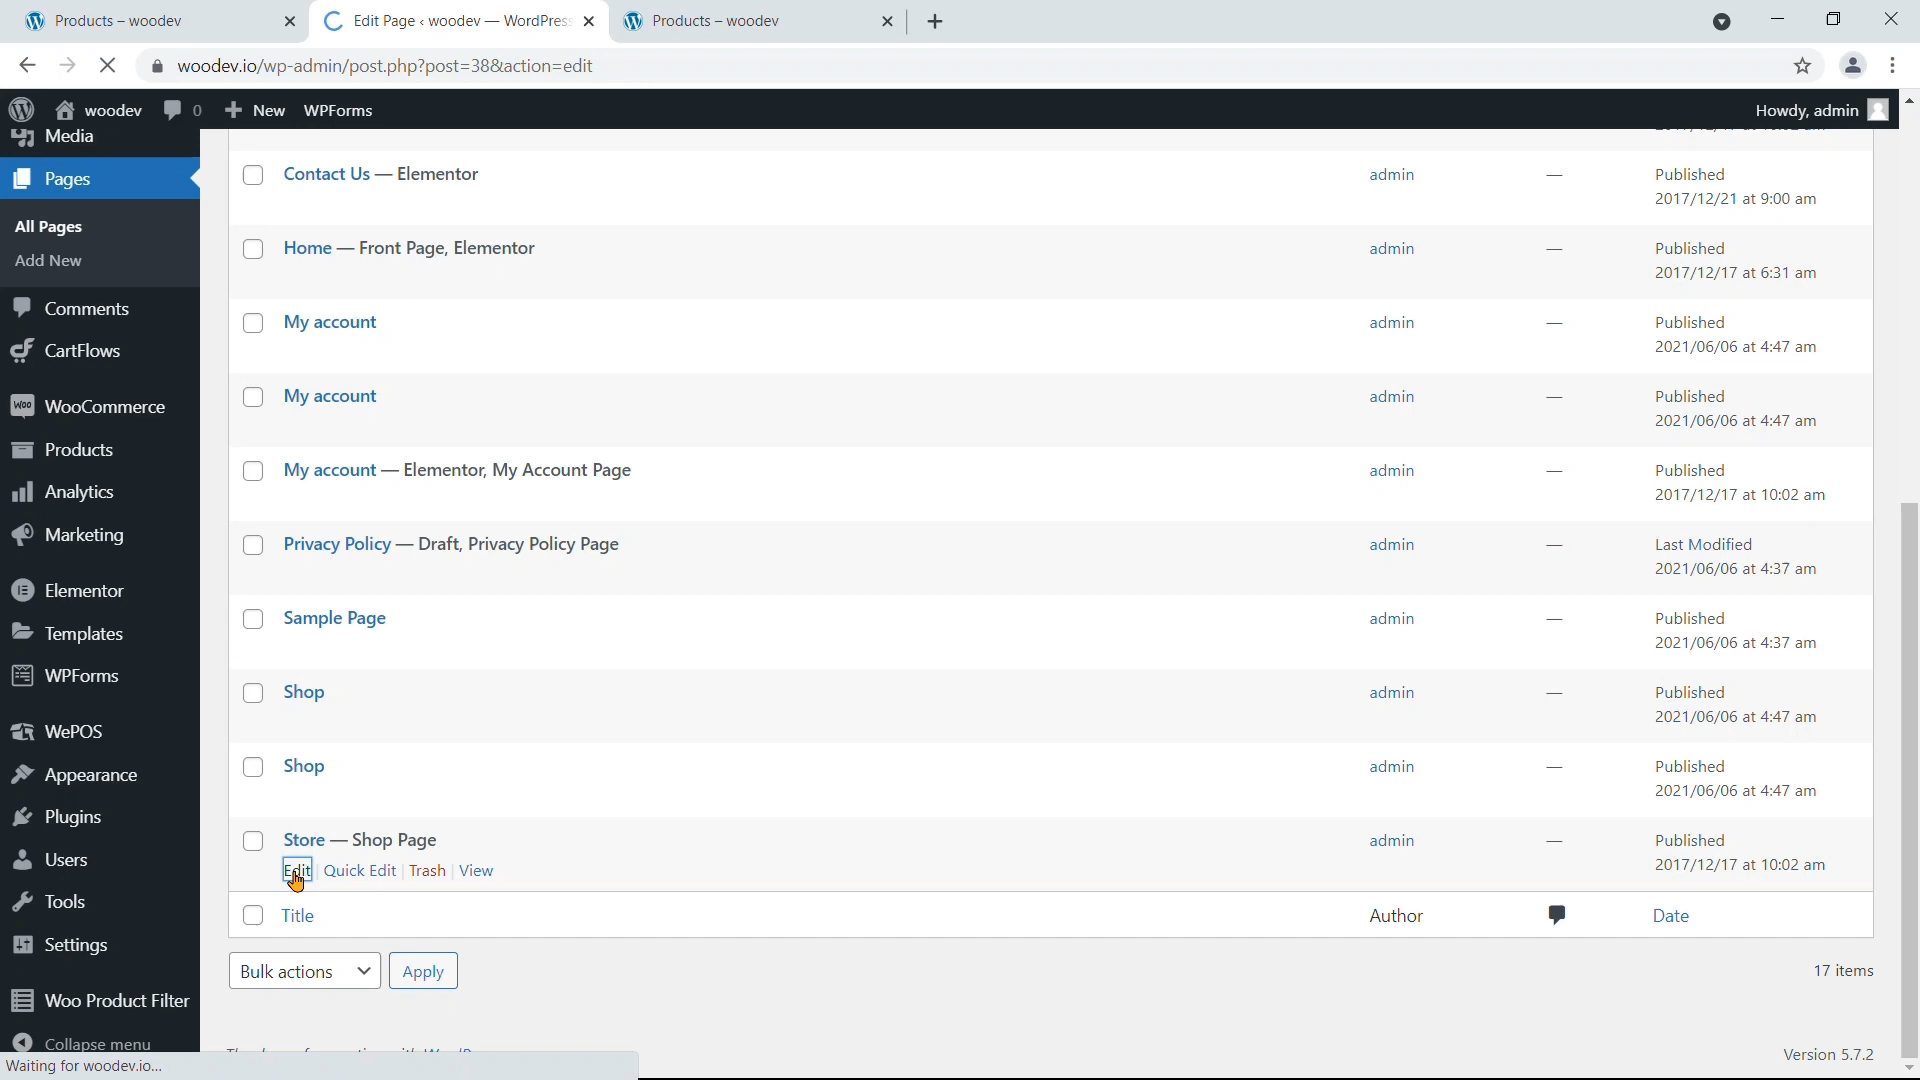 Products – woodev
Edit Page ‹ woodev — WordPres
Products – woodev
woodev.io/wp-admin/post.php?post=38&action=edit
woodev 0 New WPForms Howdy, admin
Media
Pages
All Pages
Add New
Comments
CartFlows
WooCommerce
Products
Analytics
Marketing
Elementor
Templates
WPForms
WePOS
Appearance
Plugins
Users
Tools
Settings
Woo Product Filter
Collapse menu
Contact Us — Elementor admin — Published
2017/12/21 at 9:00 am
Home — Front Page, Elementor admin — Published
2017/12/17 at 6:31 am
My account admin — Published
2021/06/06 at 4:47 am
My account admin — Published
2021/06/06 at 4:47 am
My account — Elementor, My Account Page admin — Published
2017/12/17 at 10:02 am
Privacy Policy — Draft, Privacy Policy Page admin — Last Modified
2021/06/06 at 4:37 am
Sample Page admin — Published
2021/06/06 at 4:37 am
Shop admin — Published
2021/06/06 at 4:47 am
Shop admin — Published
2021/06/06 at 4:47 am
Store — Shop Page admin — Published
2017/12/17 at 10:02 am
Edit | Quick Edit | Trash | View
Title Author Date
Bulk actions Apply 17 items
Version 5.7.2
Waiting for woodev.io...